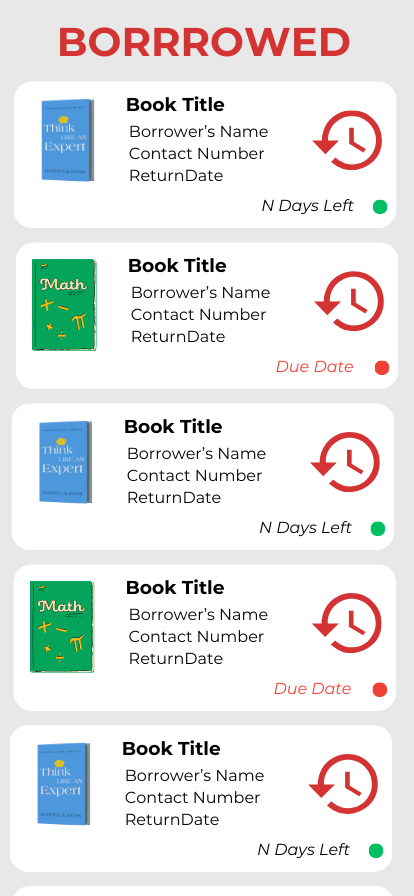 BORRROWED
Think
LIKE AN
Expert
Book Title
Borrower's Name
Contact Number
ReturnDate
N Days Left
Math
Book Title
Borrower's Name
Contact Number
ReturnDate
Due Date
Think
LIKE AN
Expert
Book Title
Borrower's Name
Contact Number
ReturnDate
N Days Left
Math
Book Title
Borrower's Name
Contact Number
ReturnDate
Due Date
Think
LIKE AN
Expert
Book Title
Borrower's Name
Contact Number
ReturnDate
N Days Left